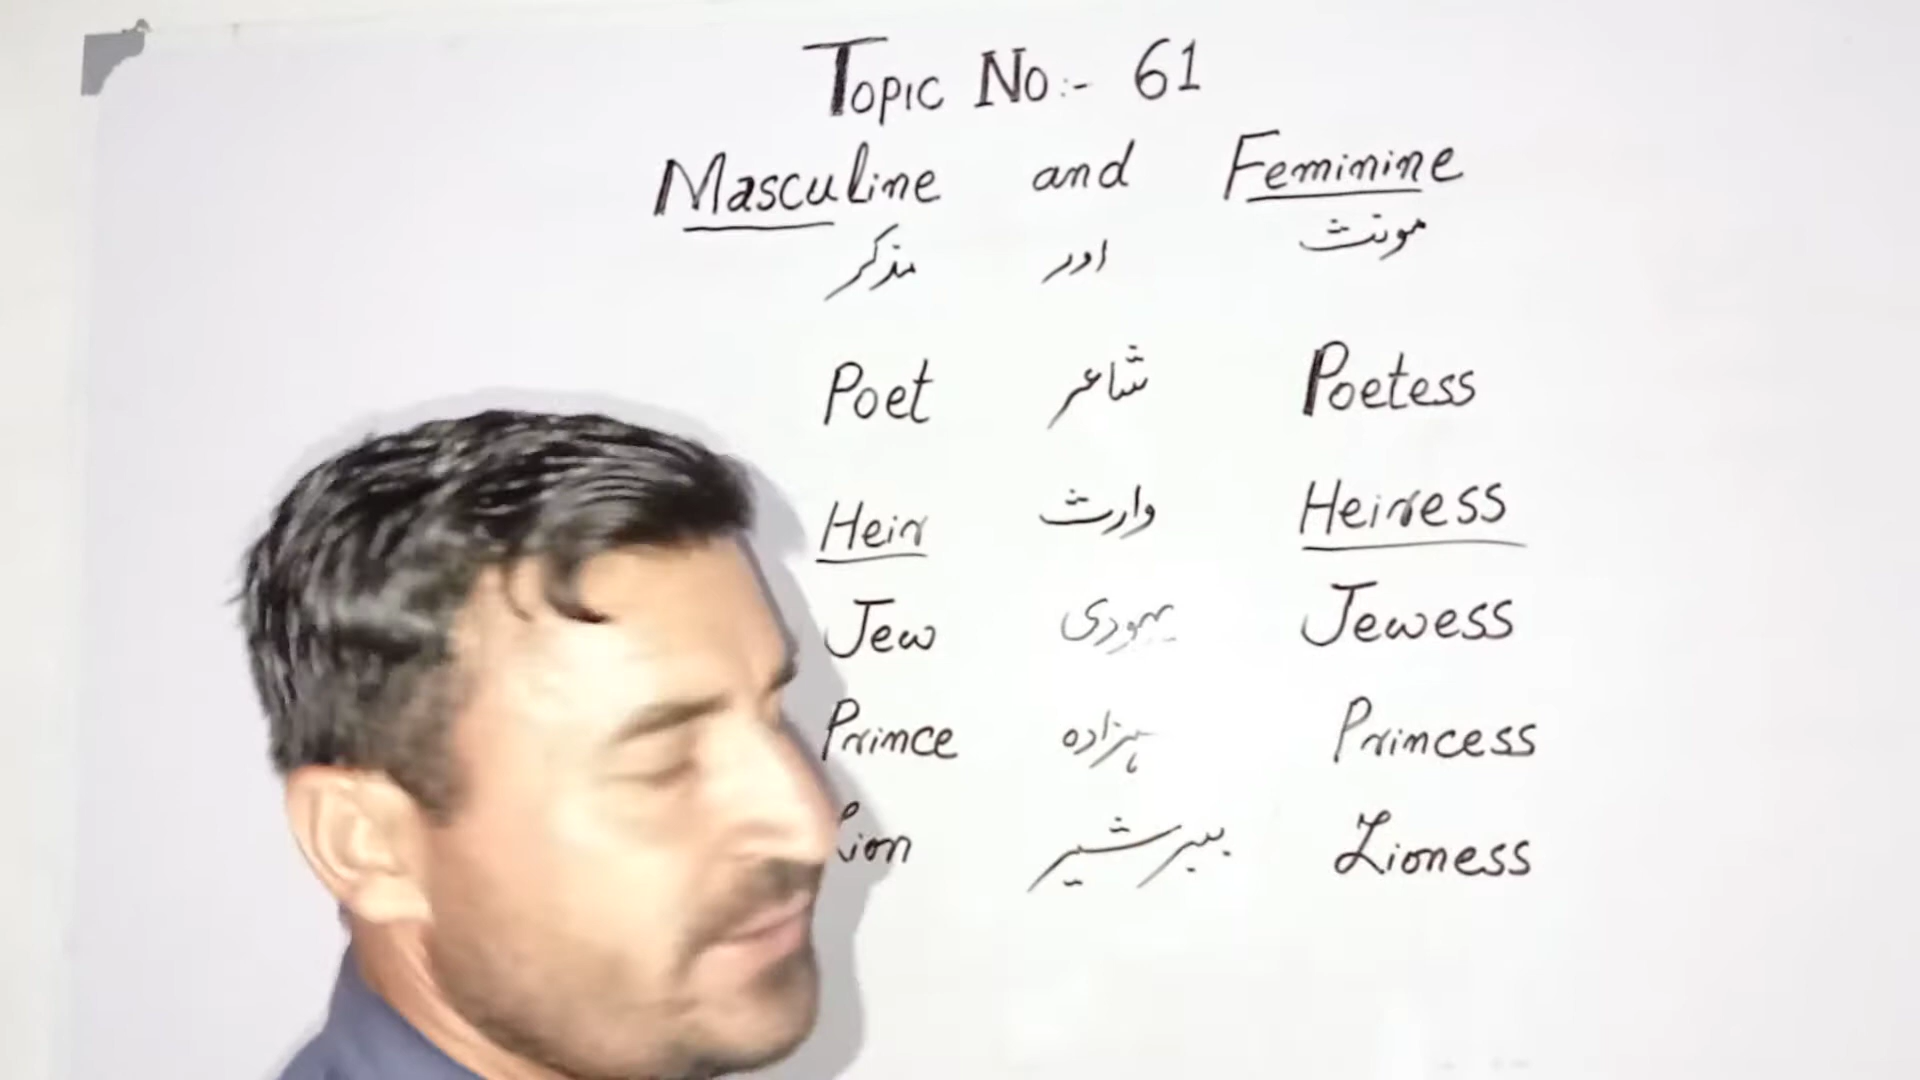 Topic No:- 61
Masculine and Feminine
مذکر اور مونث
Poet شاعر Poetess
Heir وارث Heiress
Jew یہودی Jewess
Prince Princess
ببر شیر Lioness